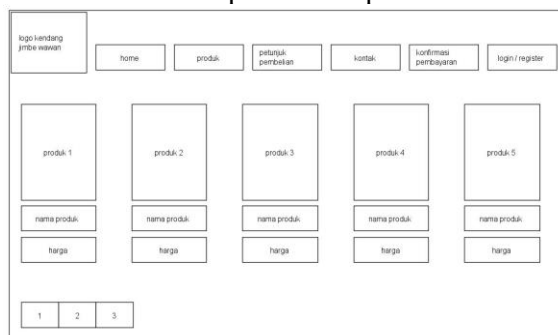 logo kendang
jimbe wawan
home
produk
petunjuk
pembelian
kontak
konfirmasi
pembayaran
login / register
produk 1
produk 2
produk 3
produk 4
produk 5
nama produk
nama produk
nama produk
nama produk
nama produk
harga
harga
harga
harga
harga
1
2
3